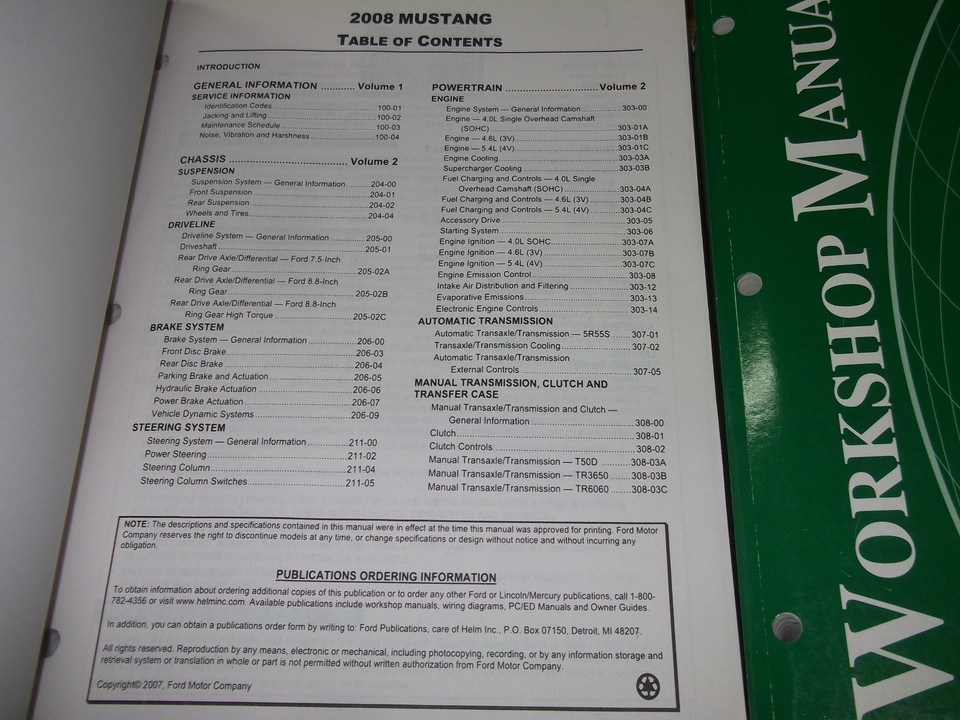 2008 MUSTANG
TABLE OF CONTENTS
INTRODUCTION
GENERAL INFORMATION ............ Volume 1
SERVICE INFORMATION
Identification Codes ........ 100-01
Jacking and Lifting ........ 100-02
Maintenance Schedule ........ 100-03
Noise, Vibration and Harshness ........ 100-04
CHASSIS ........ Volume 2
SUSPENSION
Suspension System — General Information ........ 204-00
Front Suspension ........ 204-01
Rear Suspension ........ 204-02
Wheels and Tires ........ 204-04
DRIVELINE
Driveline System — General Information ........ 205-00
Driveshaft ........ 205-01
Rear Drive Axle/Differential — Ford 7.5-Inch
Ring Gear ........ 205-02A
Rear Drive Axle/Differential — Ford 8.8-Inch
Ring Gear ........ 205-02B
Rear Drive Axle/Differential — Ford 8.8-Inch
Ring Gear High Torque ........ 205-02C
BRAKE SYSTEM
Brake System — General Information ........ 206-00
Front Disc Brake ........ 206-03
Rear Disc Brake ........ 206-04
Parking Brake and Actuation ........ 206-05
Hydraulic Brake Actuation ........ 206-06
Power Brake Actuation ........ 206-07
Vehicle Dynamic Systems ........ 206-09
STEERING SYSTEM
Steering System — General Information ........ 211-00
Power Steering ........ 211-02
Steering Column ........ 211-04
Steering Column Switches ........ 211-05
POWERTRAIN ........ Volume 2
ENGINE
Engine System — General Information ........ 303-00
Engine — 4.0L Single Overhead Camshaft
(SOHC) ........ 303-01A
Engine — 4.6L (3V) ........ 303-01B
Engine — 5.4L (4V) ........ 303-01C
Engine Cooling ........ 303-03A
Supercharger Cooling ........ 303-03B
Fuel Charging and Controls — 4.0L Single
Overhead Camshaft (SOHC) ........ 303-04A
Fuel Charging and Controls — 4.6L (3V) ........ 303-04B
Fuel Charging and Controls — 5.4L (4V) ........ 303-04C
Accessory Drive ........ 303-05
Starting System ........ 303-06
Engine Ignition — 4.0L SOHC ........ 303-07A
Engine Ignition — 4.6L (3V) ........ 303-07B
Engine Ignition — 5.4L (4V) ........ 303-07C
Engine Emission Control ........ 303-08
Intake Air Distribution and Filtering ........ 303-12
Evaporative Emissions ........ 303-13
Electronic Engine Controls ........ 303-14
AUTOMATIC TRANSMISSION
Automatic Transaxle/Transmission — 5R55S ........ 307-01
Transaxle/Transmission Cooling ........ 307-02
Automatic Transaxle/Transmission
External Controls ........ 307-05
MANUAL TRANSMISSION, CLUTCH AND
TRANSFER CASE
Manual Transaxle/Transmission and Clutch —
General Information ........ 308-00
Clutch ........ 308-01
Clutch Controls ........ 308-02
Manual Transaxle/Transmission — T50D ........ 308-03A
Manual Transaxle/Transmission — TR3650 ........ 308-03B
Manual Transaxle/Transmission — TR6060 ........ 308-03C
NOTE: The descriptions and specifications contained in this manual were in effect at the time this manual was approved for printing. Ford Motor
Company reserves the right to discontinue models at any time, or change specifications or design without notice and without incurring any
obligation.
PUBLICATIONS ORDERING INFORMATION
To obtain information about ordering additional copies of this publication or to order any other Ford or Lincoln/Mercury publications, call 1-800-
782-4356 or visit www.helminc.com. Available publications include workshop manuals, wiring diagrams, PC/ED Manuals and Owner Guides.
In addition, you can obtain a publications order form by writing to: Ford Publications, care of Helm Inc., P.O. Box 07150, Detroit, MI 48207.
All rights reserved. Reproduction by any means, electronic or mechanical, including photocopying, recording, or by any information storage and
retrieval system or translation in whole or part is not permitted without written authorization from Ford Motor Company.
Copyright© 2007, Ford Motor Company
WORKSHOP MANUA